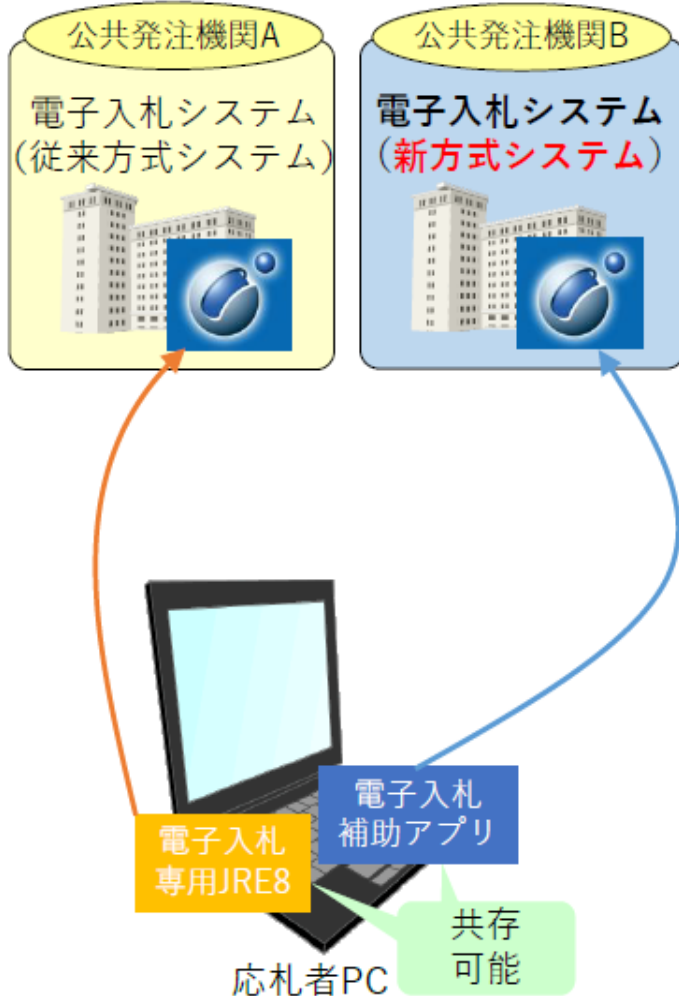 公共発注機関A
電子入札システム
(従来方式システム)
公共発注機関B
電子入札システム
(新方式システム)
電子入札
補助アプリ
電子入札
専用JRE8
共存
可能
応札者PC